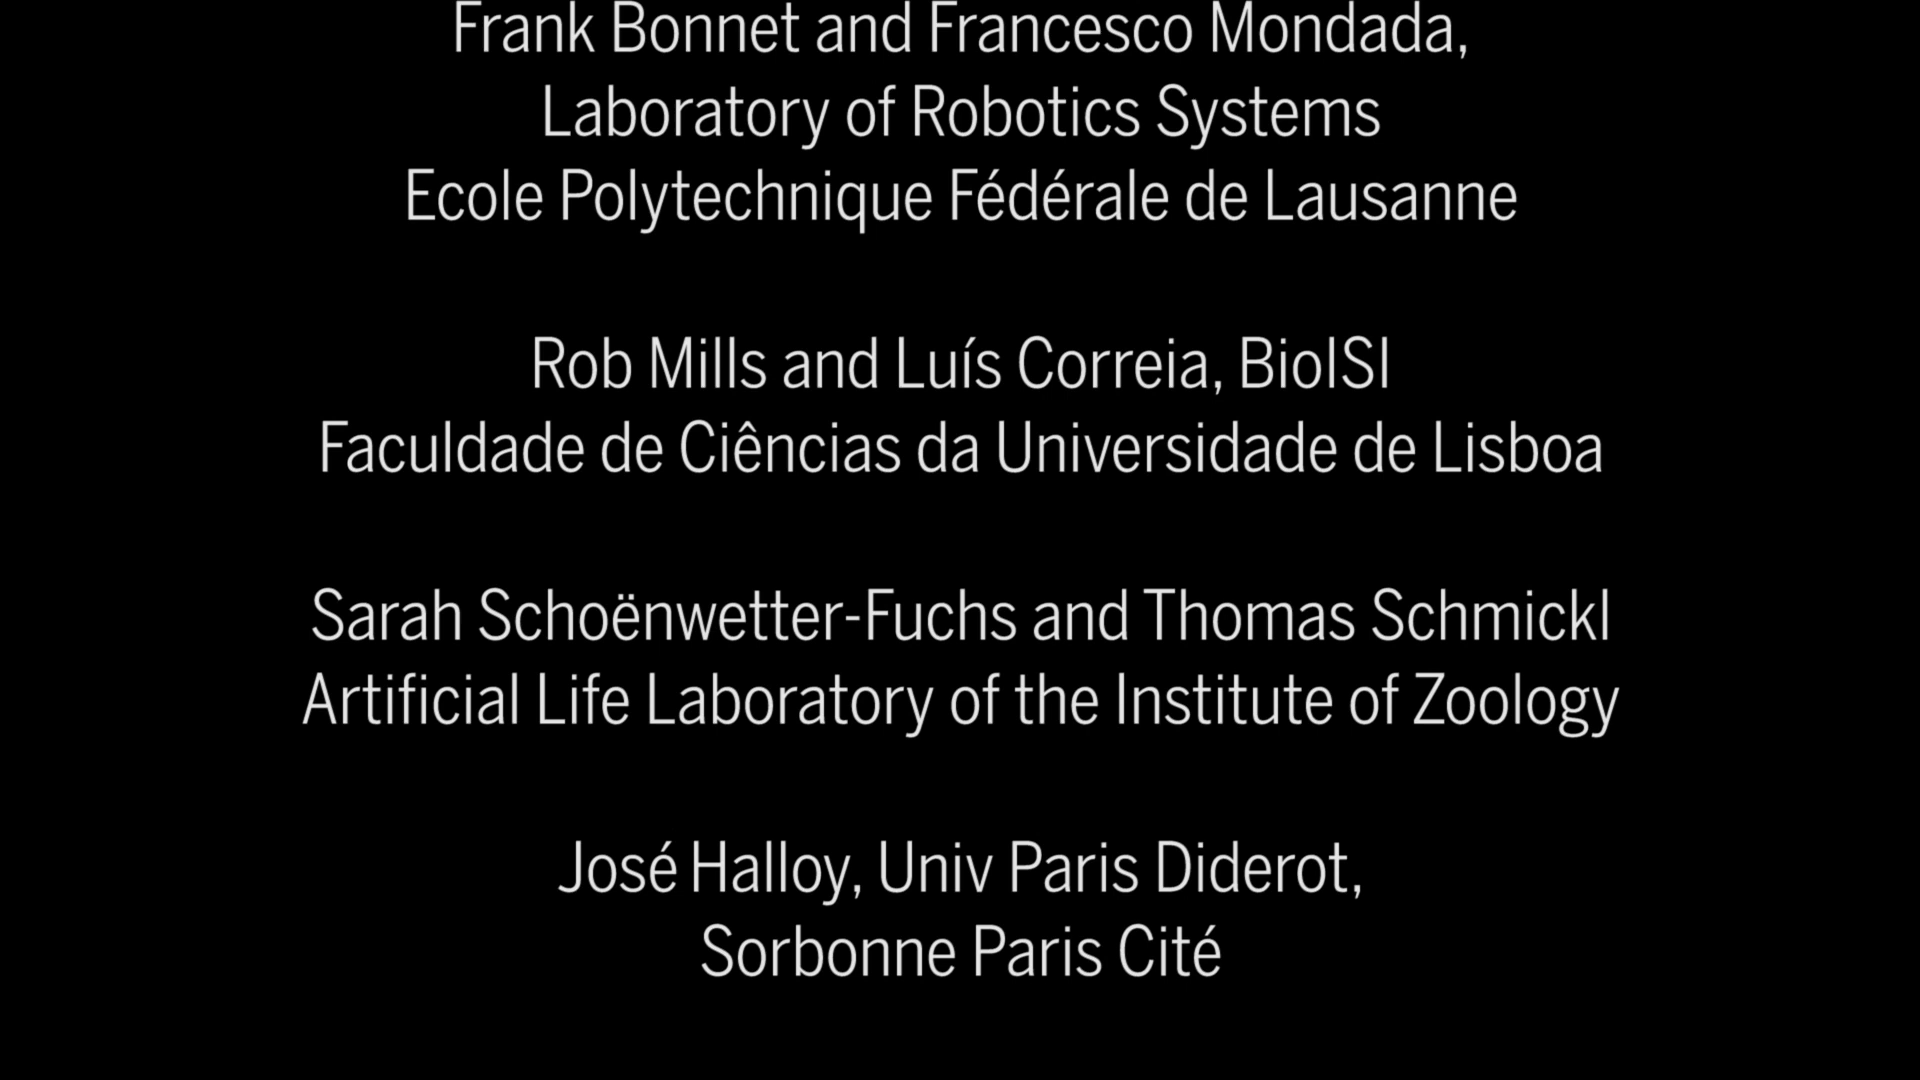 Frank Bonnet and Francesco Mondada,
Laboratory of Robotics Systems
Ecole Polytechnique Fédérale de Lausanne
Rob Mills and Luís Correia, BioISI
Faculdade de Ciências da Universidade de Lisboa
Sarah Schoënwetter-Fuchs and Thomas Schmickl
Artificial Life Laboratory of the Institute of Zoology
José Halloy, Univ Paris Diderot,
Sorbonne Paris Cité